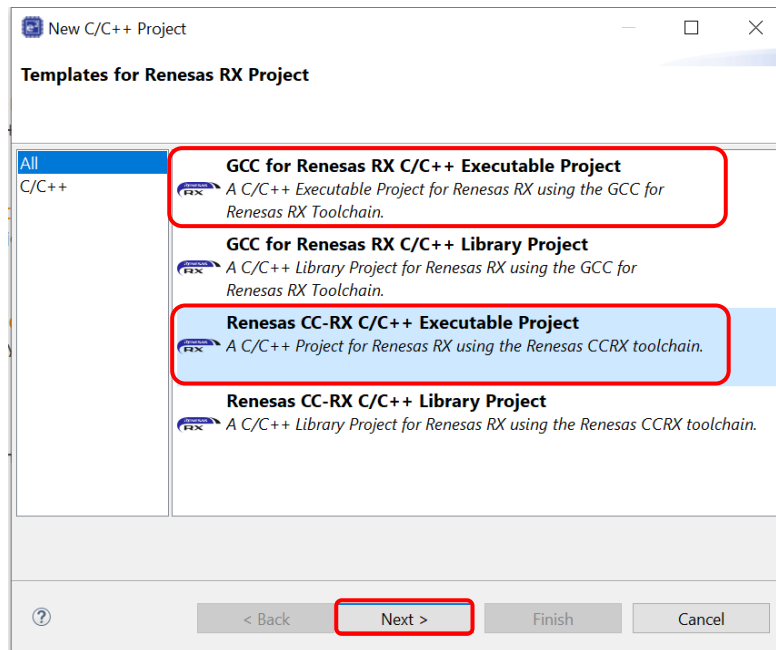 New C/C++ Project
Templates for Renesas RX Project
All
C/C++
GCC for Renesas RX C/C++ Executable Project
A C/C++ Executable Project for Renesas RX using the GCC for
Renesas RX Toolchain.
GCC for Renesas RX C/C++ Library Project
A C/C++ Library Project for Renesas RX using the GCC for
Renesas RX Toolchain.
Renesas CC-RX C/C++ Executable Project
A C/C++ Project for Renesas RX using the Renesas CCRX toolchain.
Renesas CC-RX C/C++ Library Project
A C/C++ Library Project for Renesas RX using the Renesas CCRX toolchain.
RX
RX
RX
RX
?
< Back
Next >
Finish
Cancel